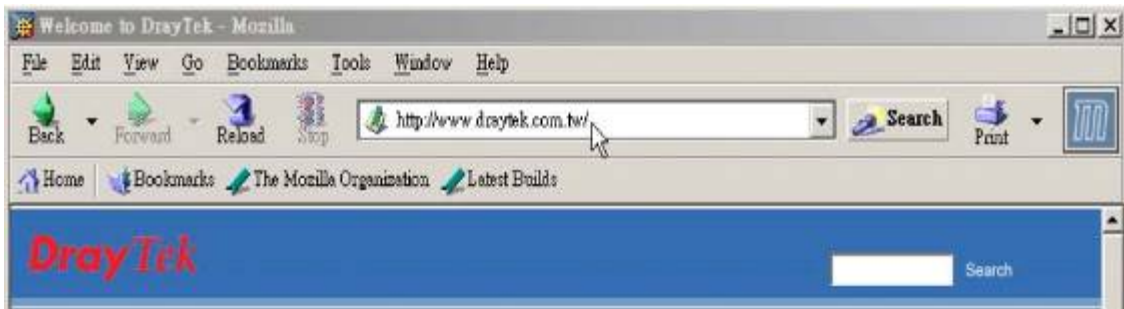 Welcome to DrayTek - Mozilla
File Edit View Go Bookmarks Tools Window Help
Back Forward Reload Stop http://www.draytek.com.tw/ Search Print m
Home Bookmarks The Mozilla Organization Latest Builds
DrayTek Search